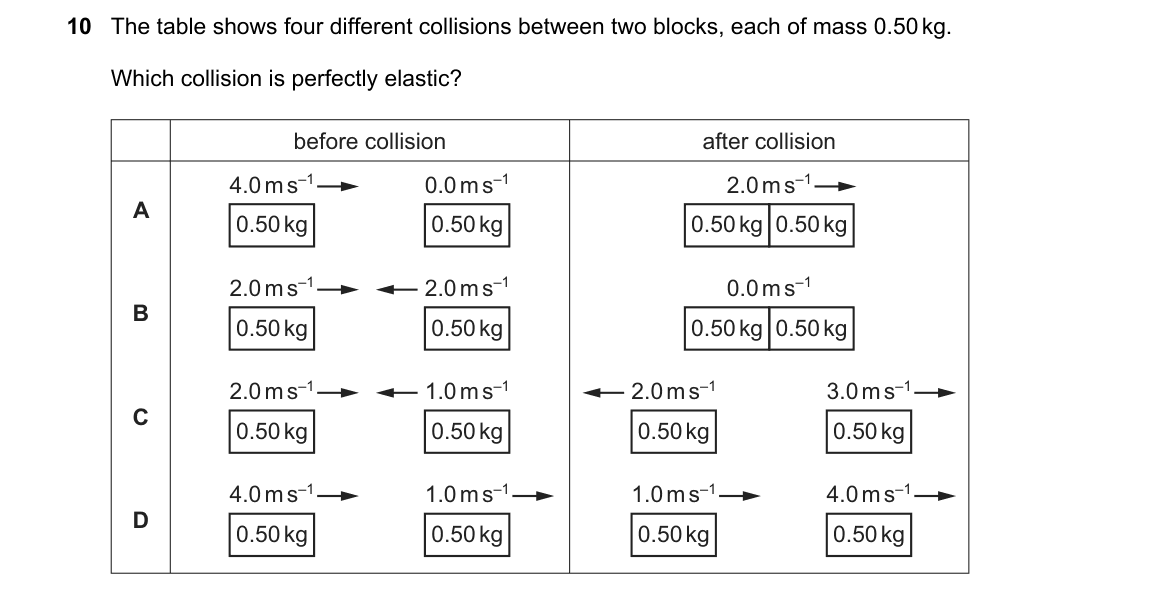 10 The table shows four different collisions between two blocks, each of mass 0.50 kg.
Which collision is perfectly elastic?
before collision after collision
4.0 m s⁻¹ 0.0 m s⁻¹ 2.0 m s⁻¹
A 0.50 kg 0.50 kg 0.50 kg 0.50 kg
2.0 m s⁻¹ 2.0 m s⁻¹ 0.0 m s⁻¹
B 0.50 kg 0.50 kg 0.50 kg 0.50 kg
2.0 m s⁻¹ 1.0 m s⁻¹ 2.0 m s⁻¹ 3.0 m s⁻¹
C 0.50 kg 0.50 kg 0.50 kg 0.50 kg
4.0 m s⁻¹ 1.0 m s⁻¹ 1.0 m s⁻¹ 4.0 m s⁻¹
D 0.50 kg 0.50 kg 0.50 kg 0.50 kg